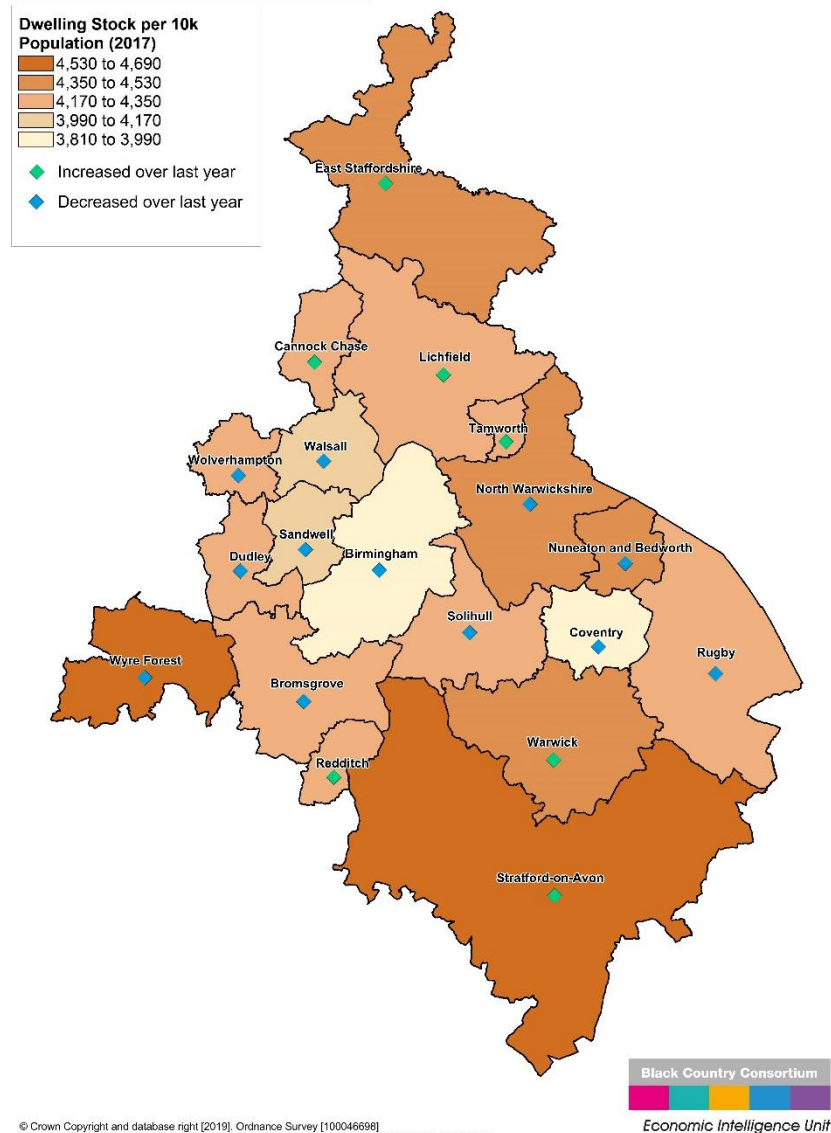 Dwelling Stock per 10k
Population (2017)
4,530 to 4,690
4,350 to 4,530
4,170 to 4,350
3,990 to 4,170
3,810 to 3,990
Increased over last year
Decreased over last year
East Staffordshire
Cannock Chase
Lichfield
Tamworth
Wolverhampton
Walsall
North Warwickshire
Sandwell
Nuneaton and Bedworth
Dudley
Birmingham
Solihull
Coventry
Rugby
Wyre Forest
Bromsgrove
Warwick
Redditch
Stratford-on-Avon
Black Country Consortium
Economic Intelligence Unit
© Crown Copyright and database right [2019]. Ordnance Survey [100046698]